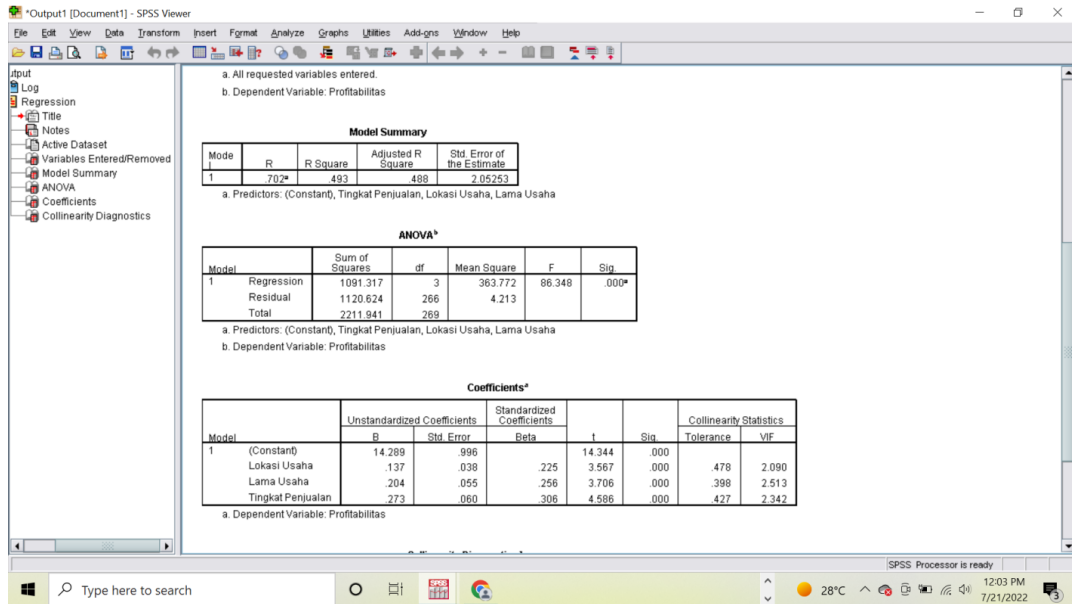 *Output1 [Document1] - SPSS Viewer
File Edit View Data Transform Insert Format Analyze Graphs Utilities Add-ons Window Help
itput
Log
Regression
Title
Notes
Active Dataset
Variables Entered/Removed
Model Summary
ANOVA
Coefficients
Collinearity Diagnostics
a. All requested variables entered.
b. Dependent Variable: Profitabilitas
Model Summary
Mode l R R Square Adjusted R Square Std. Error of the Estimate
1 .702a .493 .488 2.05253
a. Predictors: (Constant), Tingkat Penjualan, Lokasi Usaha, Lama Usaha
ANOVAb
Model Sum of Squares df Mean Square F Sig.
1 Regression 1091.317 3 363.772 86.348 .000a
Residual 1120.624 266 4.213
Total 2211.941 269
a. Predictors: (Constant), Tingkat Penjualan, Lokasi Usaha, Lama Usaha
b. Dependent Variable: Profitabilitas
Coefficientsa
Unstandardized Coefficients Standardized Coefficients Collinearity Statistics
Model B Std. Error Beta t Sig. Tolerance VIF
1 (Constant) 14.289 .996 14.344 .000
Lokasi Usaha .137 .038 .225 3.567 .000 .478 2.090
Lama Usaha .204 .055 .256 3.706 .000 .398 2.513
Tingkat Penjualan .273 .060 .306 4.586 .000 .427 2.342
a. Dependent Variable: Profitabilitas
SPSS Processor is ready
Type here to search
SPSS
28°C
12:03 PM
7/21/2022
3